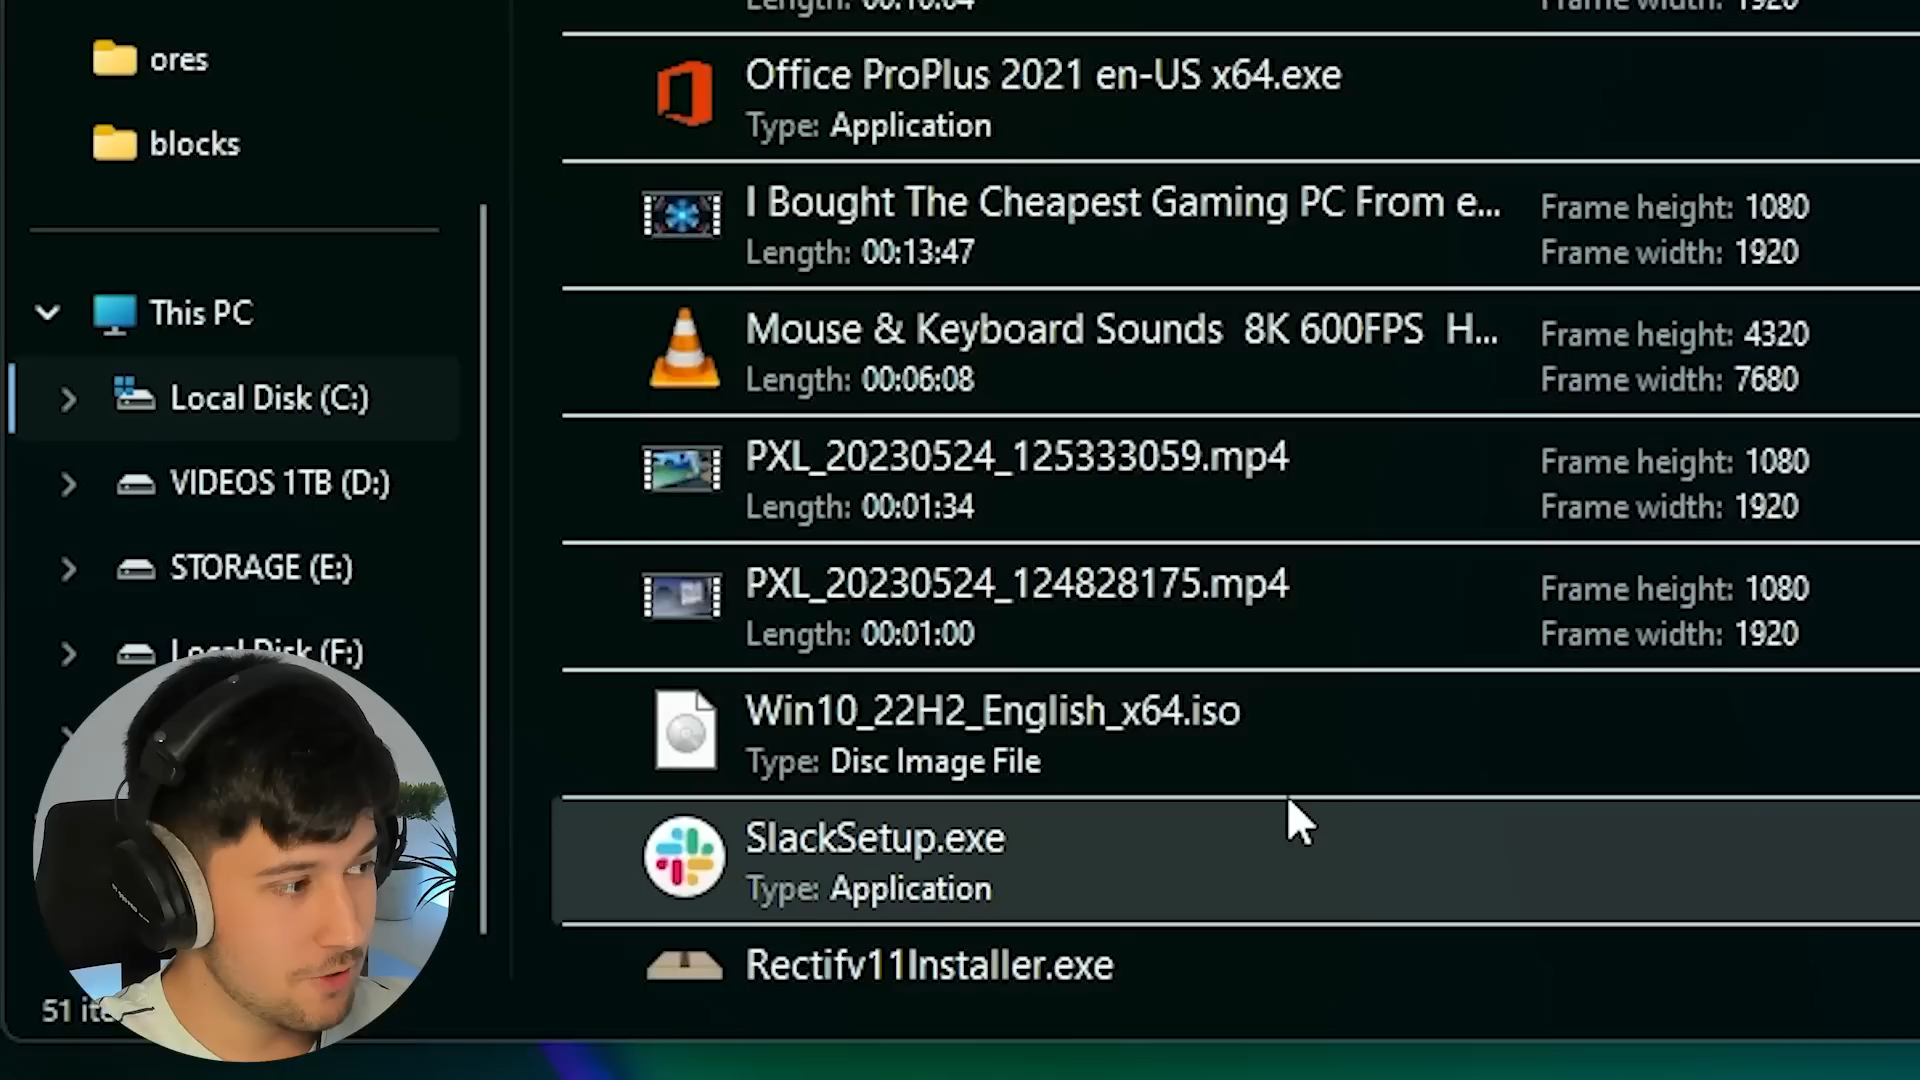 Length: 00:10:04
Frame width: 1920
ores
Office ProPlus 2021 en-US x64.exe
Type: Application
blocks
I Bought The Cheapest Gaming PC From e...
Frame height: 1080
Length: 00:13:47
Frame width: 1920
This PC
Mouse & Keyboard Sounds 8K 600FPS H...
Frame height: 4320
Length: 00:06:08
Frame width: 7680
Local Disk (C:)
PXL_20230524_125333059.mp4
Frame height: 1080
Length: 00:01:34
Frame width: 1920
VIDEOS 1TB (D:)
STORAGE (E:)
PXL_20230524_124828175.mp4
Frame height: 1080
Length: 00:01:00
Frame width: 1920
Local Disk (F:)
Win10_22H2_English_x64.iso
Type: Disc Image File
SlackSetup.exe
Type: Application
Rectifv11Installer.exe
51